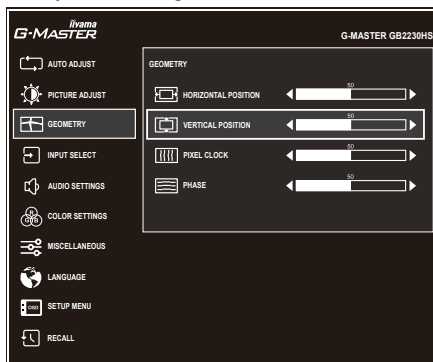 iiyama
G-MASTER
G-MASTER GB2230HS
AUTO ADJUST
PICTURE ADJUST
GEOMETRY
INPUT SELECT
AUDIO SETTINGS
COLOR SETTINGS
MISCELLANEOUS
LANGUAGE
OSD SETUP MENU
RECALL
GEOMETRY
HORIZONTAL POSITION 50
VERTICAL POSITION 50
PIXEL CLOCK 50
PHASE 50